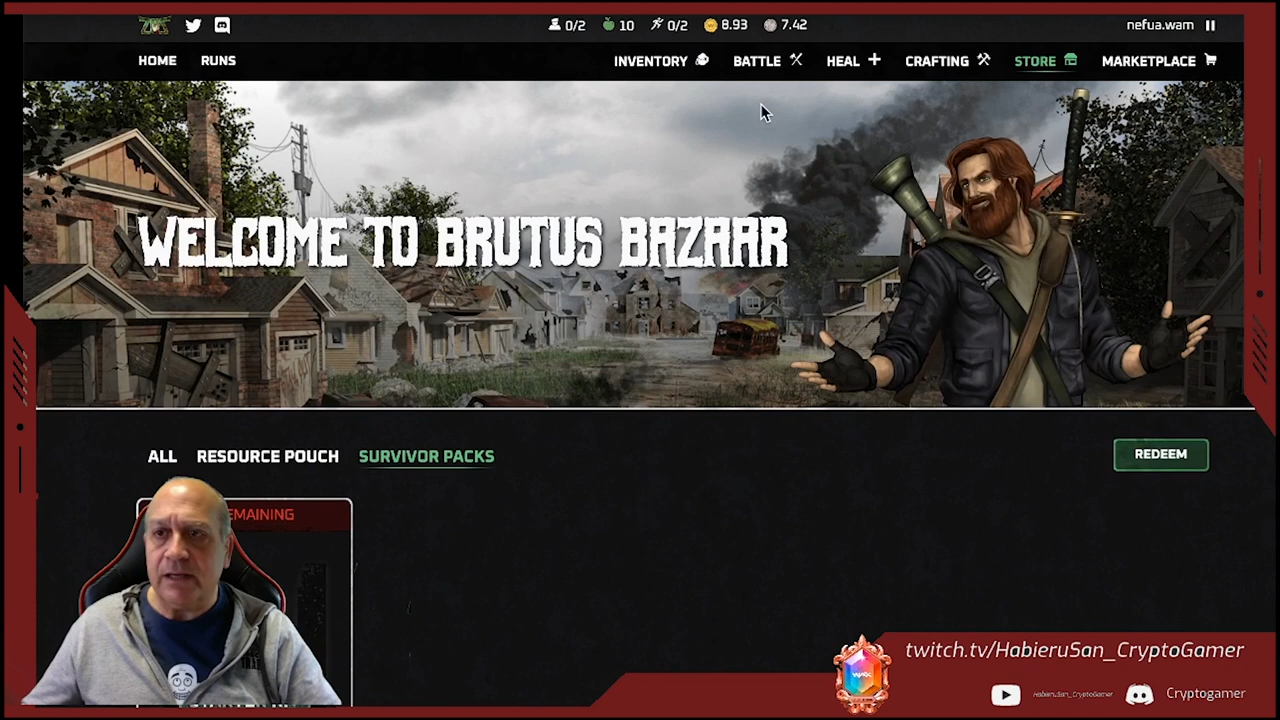 0/2 10 0/2 8.93 7.42 nefua.wam
HOME RUNS INVENTORY BATTLE HEAL CRAFTING STORE MARKETPLACE
WELCOME TO BRUTUS BAZAAR
ALL RESOURCE POUCH SURVIVOR PACKS REDEEM
twitch.tv/HabieruSan_CryptoGamer
HabieruSan_CryptoGamer Cryptogamer